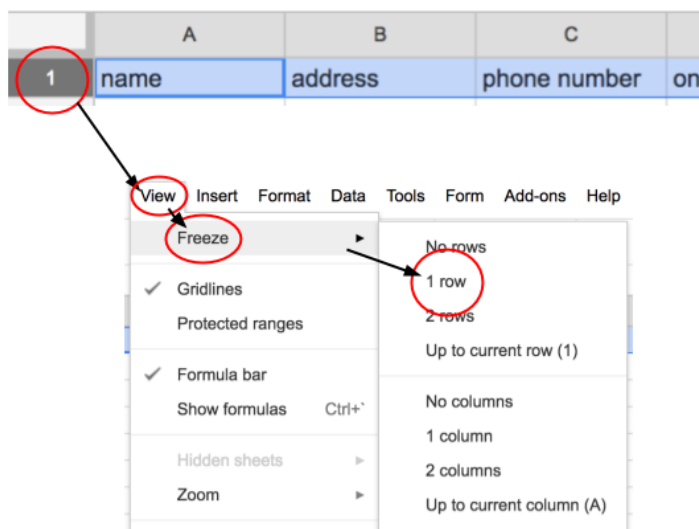 A B C
1 name address phone number on
View Insert Format Data Tools Form Add-ons Help
Freeze
Gridlines
Protected ranges
Formula bar
Show formulas Ctrl+`
Hidden sheets
Zoom
No rows
1 row
2 rows
Up to current row (1)
No columns
1 column
2 columns
Up to current column (A)